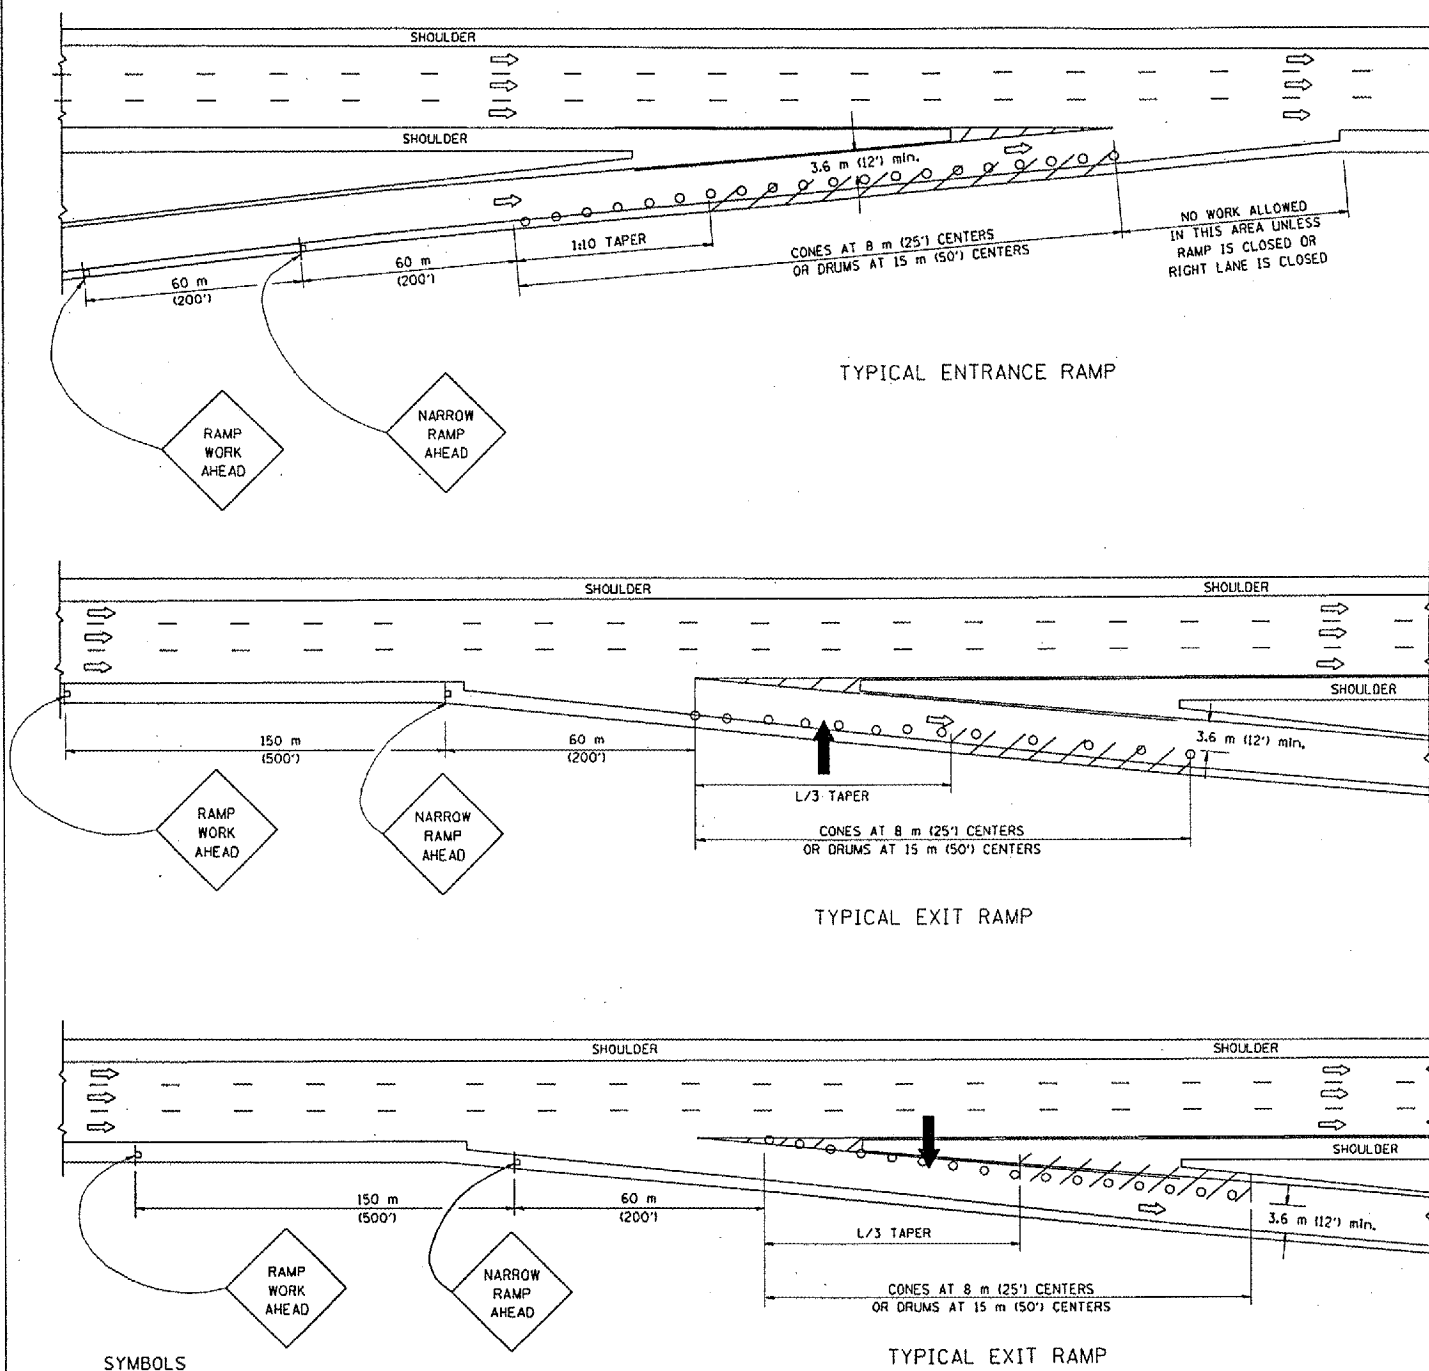 SHOULDER
SHOULDER
3.6 m (12') min.
1:10 TAPER
60 m
(200')
60 m
(200')
CONES AT 8 m (25') CENTERS
OR DRUMS AT 15 m (50') CENTERS
NO WORK ALLOWED
IN THIS AREA UNLESS
RAMP IS CLOSED OR
RIGHT LANE IS CLOSED
TYPICAL ENTRANCE RAMP
RAMP
WORK
AHEAD
NARROW
RAMP
AHEAD
SHOULDER
SHOULDER
SHOULDER
150 m
(500')
60 m
(200')
3.6 m (12') min.
L/3 TAPER
RAMP
WORK
AHEAD
NARROW
RAMP
AHEAD
CONES AT 8 m (25') CENTERS
OR DRUMS AT 15 m (50') CENTERS
TYPICAL EXIT RAMP
SHOULDER
SHOULDER
SHOULDER
150 m
(500')
60 m
(200')
3.6 m (12') min.
L/3 TAPER
RAMP
WORK
AHEAD
NARROW
RAMP
AHEAD
CONES AT 8 m (25') CENTERS
OR DRUMS AT 15 m (50') CENTERS
TYPICAL EXIT RAMP
SYMBOLS